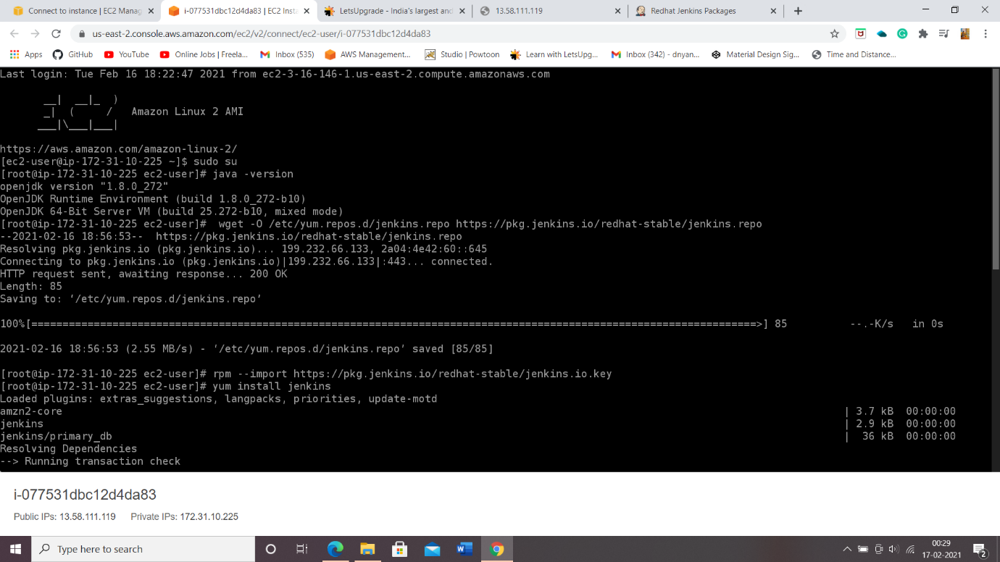 Connect to instance | EC2 Manag
i-077531dbc12d4da83 | EC2 Insta
LetsUpgrade - India's largest and
13.58.111.119
Redhat Jenkins Packages
us-east-2.console.aws.amazon.com/ec2/v2/connect/ec2-user/i-077531dbc12d4da83
Apps GitHub YouTube Online Jobs | Freela... Inbox (535) AWS Management... Studio | Powtoon Learn with LetsUpg... Inbox (342) - dnyan... Material Design Sig... Time and Distance...
Last login: Tue Feb 16 18:22:47 2021 from ec2-3-16-146-1.us-east-2.compute.amazonaws.com
__|  __|_  )
_|  (     /   Amazon Linux 2 AMI
___|\___|___|
https://aws.amazon.com/amazon-linux-2/
[ec2-user@ip-172-31-10-225 ~]$ sudo su
[root@ip-172-31-10-225 ec2-user]# java -version
openjdk version "1.8.0_272"
OpenJDK Runtime Environment (build 1.8.0_272-b10)
OpenJDK 64-Bit Server VM (build 25.272-b10, mixed mode)
[root@ip-172-31-10-225 ec2-user]#  wget -O /etc/yum.repos.d/jenkins.repo https://pkg.jenkins.io/redhat-stable/jenkins.repo
--2021-02-16 18:56:53--  https://pkg.jenkins.io/redhat-stable/jenkins.repo
Resolving pkg.jenkins.io (pkg.jenkins.io)... 199.232.66.133, 2a04:4e42:60::645
Connecting to pkg.jenkins.io (pkg.jenkins.io)|199.232.66.133|:443... connected.
HTTP request sent, awaiting response... 200 OK
Length: 85
Saving to: ‘/etc/yum.repos.d/jenkins.repo’
100%[=====================================================================================================================>] 85          --.-K/s   in 0s
2021-02-16 18:56:53 (2.55 MB/s) - ‘/etc/yum.repos.d/jenkins.repo’ saved [85/85]
[root@ip-172-31-10-225 ec2-user]# rpm --import https://pkg.jenkins.io/redhat-stable/jenkins.io.key
[root@ip-172-31-10-225 ec2-user]# yum install jenkins
Loaded plugins: extras_suggestions, langpacks, priorities, update-motd
amzn2-core | 3.7 kB  00:00:00
jenkins | 2.9 kB  00:00:00
jenkins/primary_db |  36 kB  00:00:00
Resolving Dependencies
--> Running transaction check
i-077531dbc12d4da83
Public IPs: 13.58.111.119 Private IPs: 172.31.10.225
Type here to search
00:29
17-02-2021
2